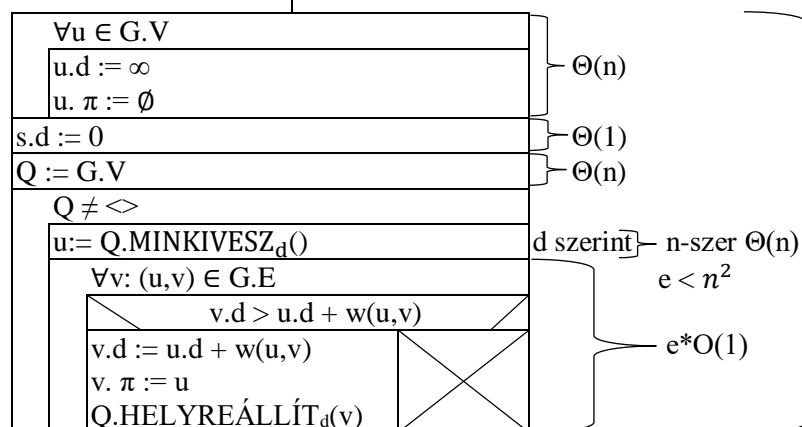 ∀u ∈ G.V
u.d := ∞
u. π := ∅
Θ(n)
s.d := 0
Θ(1)
Q := G.V
Θ(n)
Q ≠ <>
u:= Q.MINKIVESZd()
d szerint
n-szer Θ(n)
∀v: (u,v) ∈ G.E
e < n²
v.d > u.d + w(u,v)
v.d := u.d + w(u,v)
e*O(1)
v. π := u
Q.HELYREÁLLÍTd(v)